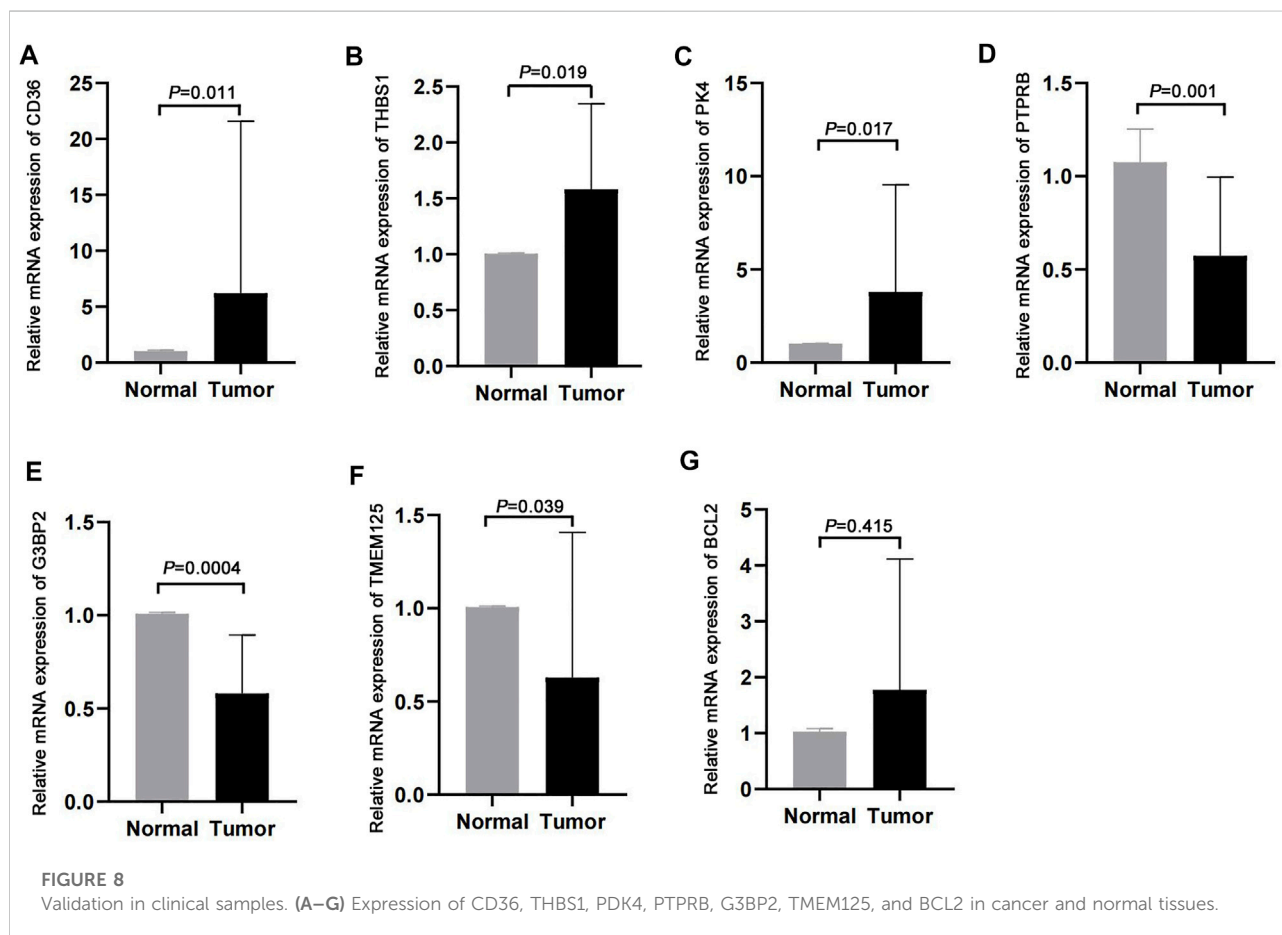 A
Relative mRNA expression of CD36
25
20
15
10
5
0
P=0.011
Normal Tumor
B
Relative mRNA expression of THBS1
2.5
2.0
1.5
1.0
0.5
0.0
P=0.019
Normal Tumor
C
Relative mRNA expression of PK4
15
10
5
0
P=0.017
Normal Tumor
D
Relative mRNA expression of PTPRB
1.5
1.0
0.5
0.0
P=0.001
Normal Tumor
E
Relative mRNA expression of G3BP2
1.5
1.0
0.5
0.0
P=0.0004
Normal Tumor
F
Relative mRNA expression of TMEM125
1.5
1.0
0.5
0.0
P=0.039
Normal Tumor
G
Relative mRNA expression of BCL2
5
4
3
2
1
0
P=0.415
Normal Tumor
FIGURE 8
Validation in clinical samples. (A–G) Expression of CD36, THBS1, PDK4, PTPRB, G3BP2, TMEM125, and BCL2 in cancer and normal tissues.